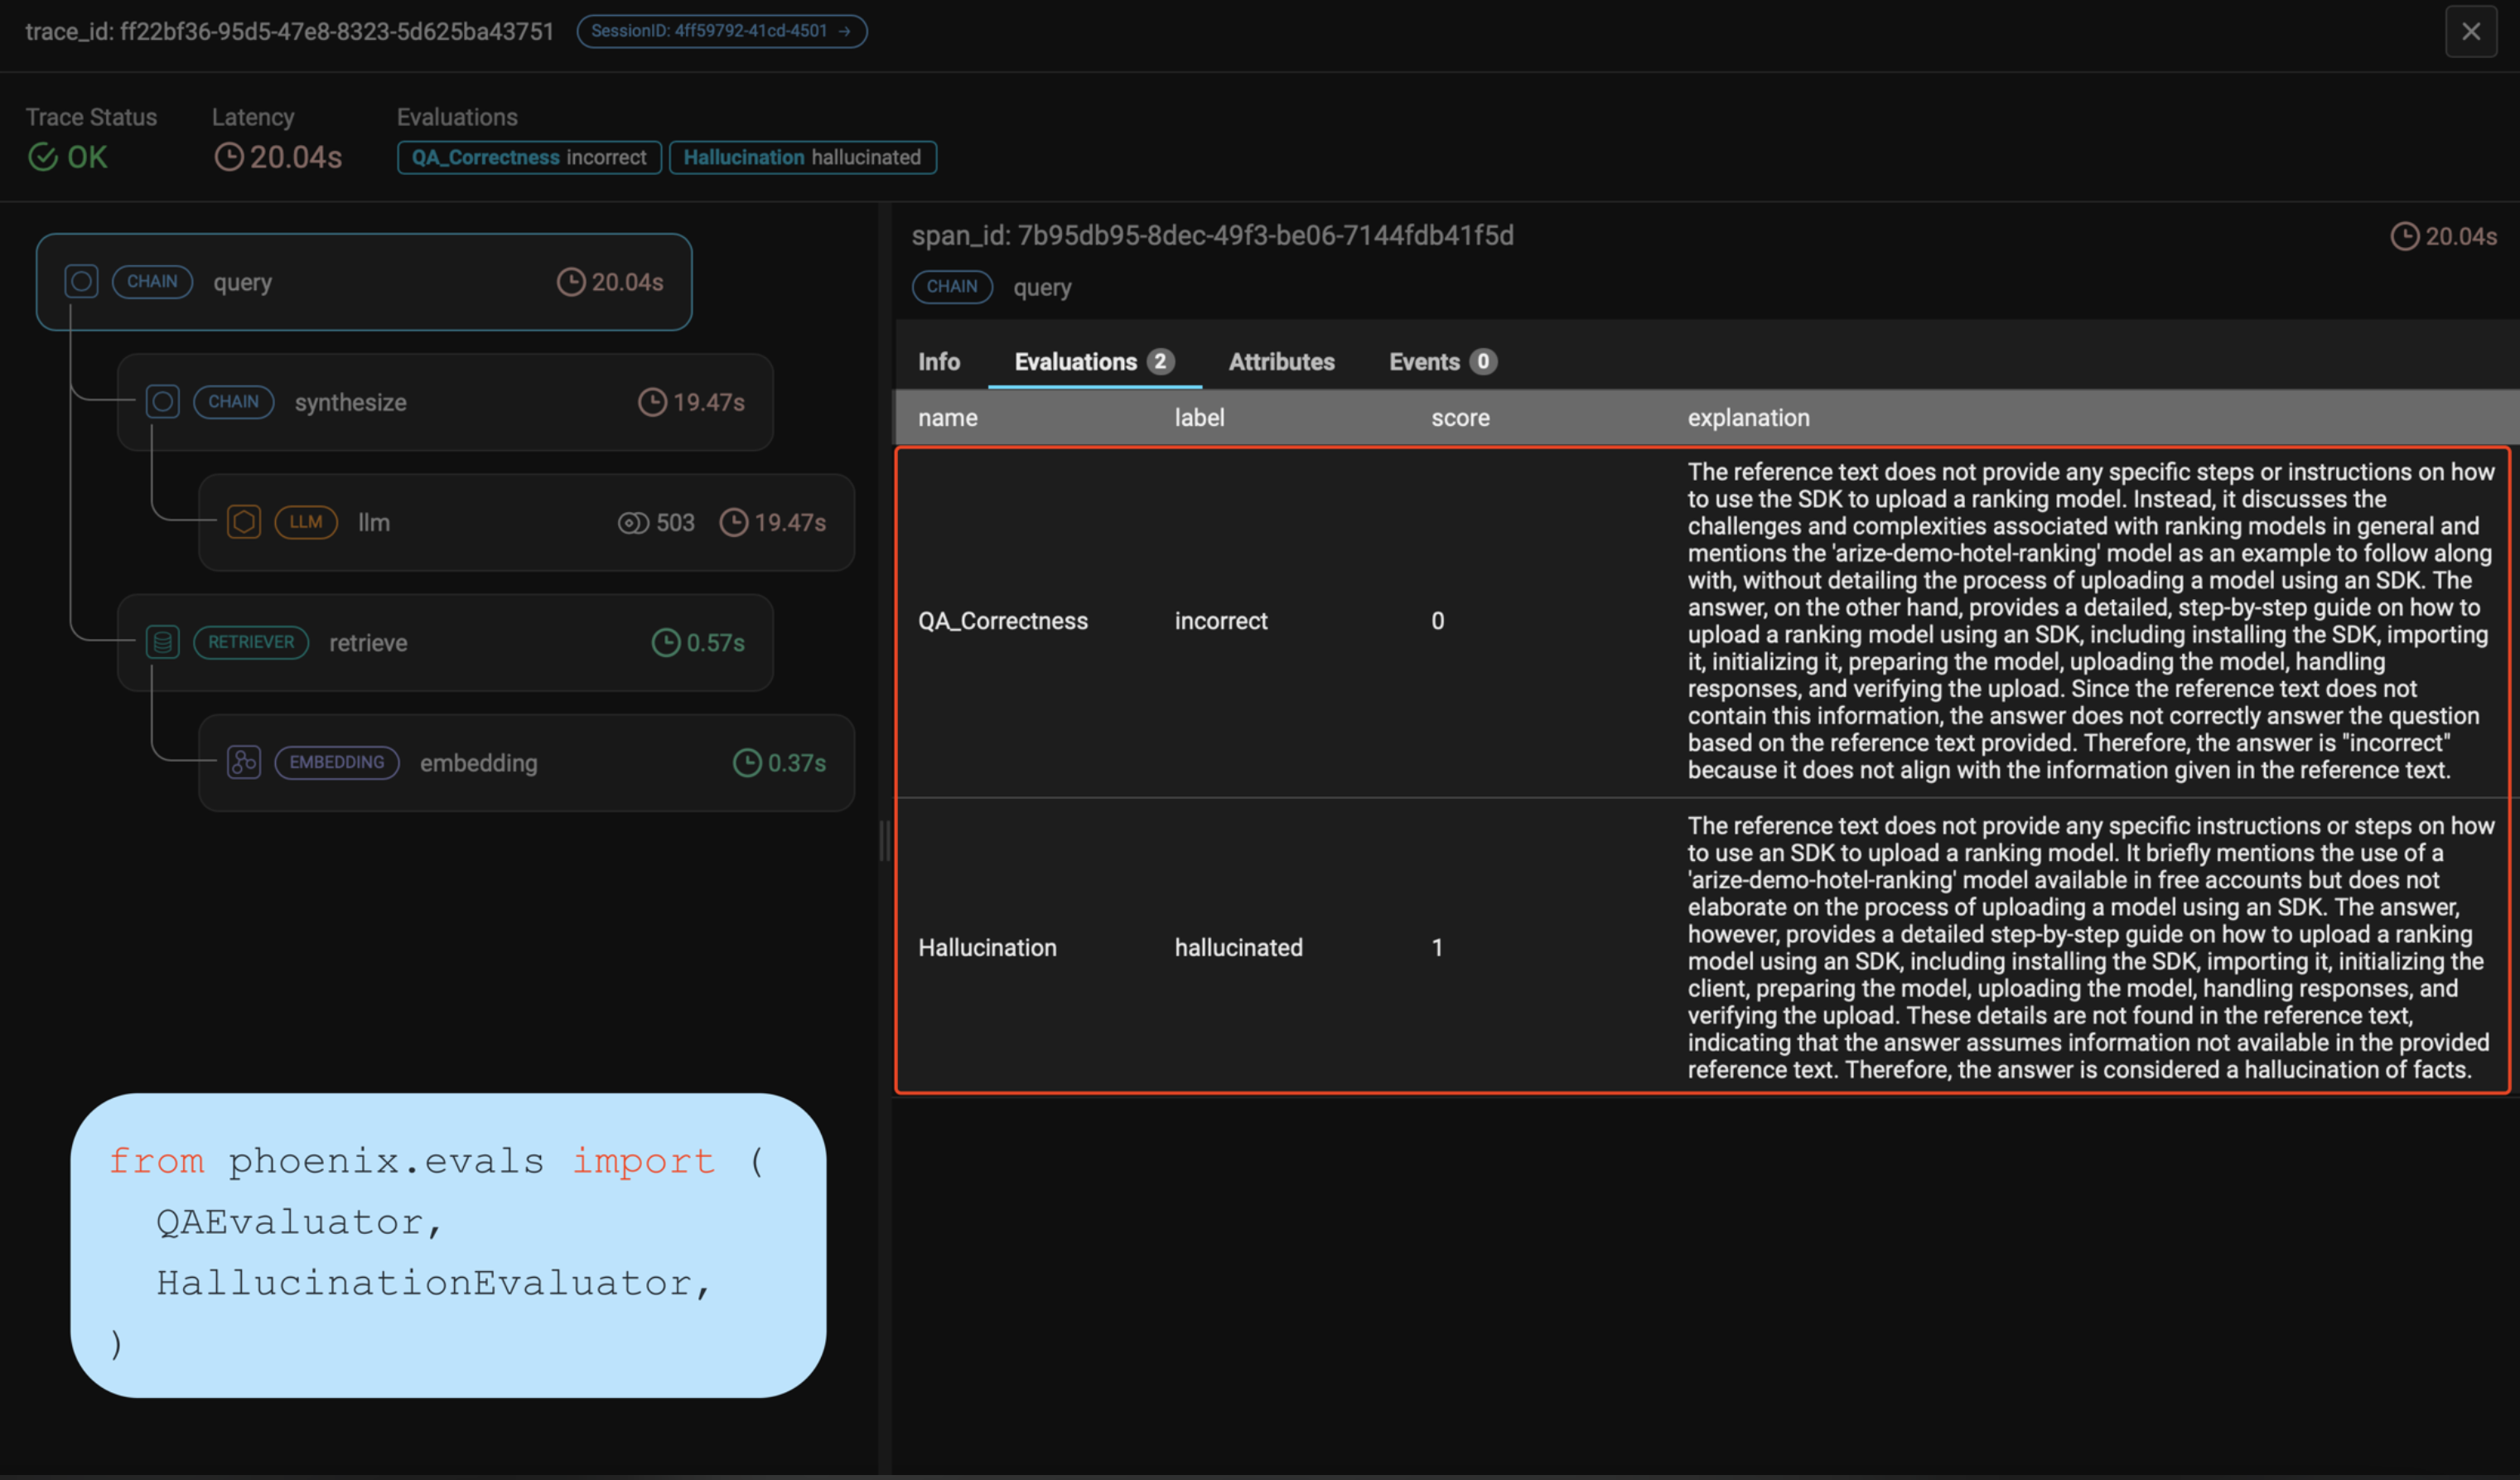 trace_id: ff22bf36-95d5-47e8-8323-5d625ba43751 SessionID: 4ff59792-41cd-4501 →
Trace Status Latency Evaluations
OK 20.04s QA_Correctness incorrect Hallucination hallucinated
CHAIN query 20.04s
CHAIN synthesize 19.47s
LLM llm 503 19.47s
RETRIEVER retrieve 0.57s
EMBEDDING embedding 0.37s
from phoenix.evals import (
QAEvaluator,
HallucinationEvaluator,
)
span_id: 7b95db95-8dec-49f3-be06-7144fdb41f5d 20.04s
CHAIN query
Info Evaluations 2 Attributes Events 0
name label score explanation
QA_Correctness incorrect 0
The reference text does not provide any specific steps or instructions on how
to use the SDK to upload a ranking model. Instead, it discusses the
challenges and complexities associated with ranking models in general and
mentions the 'arize-demo-hotel-ranking' model as an example to follow along
with, without detailing the process of uploading a model using an SDK. The
answer, on the other hand, provides a detailed, step-by-step guide on how to
upload a ranking model using an SDK, including installing the SDK, importing
it, initializing it, preparing the model, uploading the model, handling
responses, and verifying the upload. Since the reference text does not
contain this information, the answer does not correctly answer the question
based on the reference text provided. Therefore, the answer is "incorrect"
because it does not align with the information given in the reference text.
Hallucination hallucinated 1
The reference text does not provide any specific instructions or steps on how
to use an SDK to upload a ranking model. It briefly mentions the use of a
'arize-demo-hotel-ranking' model available in free accounts but does not
elaborate on the process of uploading a model using an SDK. The answer,
however, provides a detailed step-by-step guide on how to upload a ranking
model using an SDK, including installing the SDK, importing it, initializing the
client, preparing the model, uploading the model, handling responses, and
verifying the upload. These details are not found in the reference text,
indicating that the answer assumes information not available in the provided
reference text. Therefore, the answer is considered a hallucination of facts.